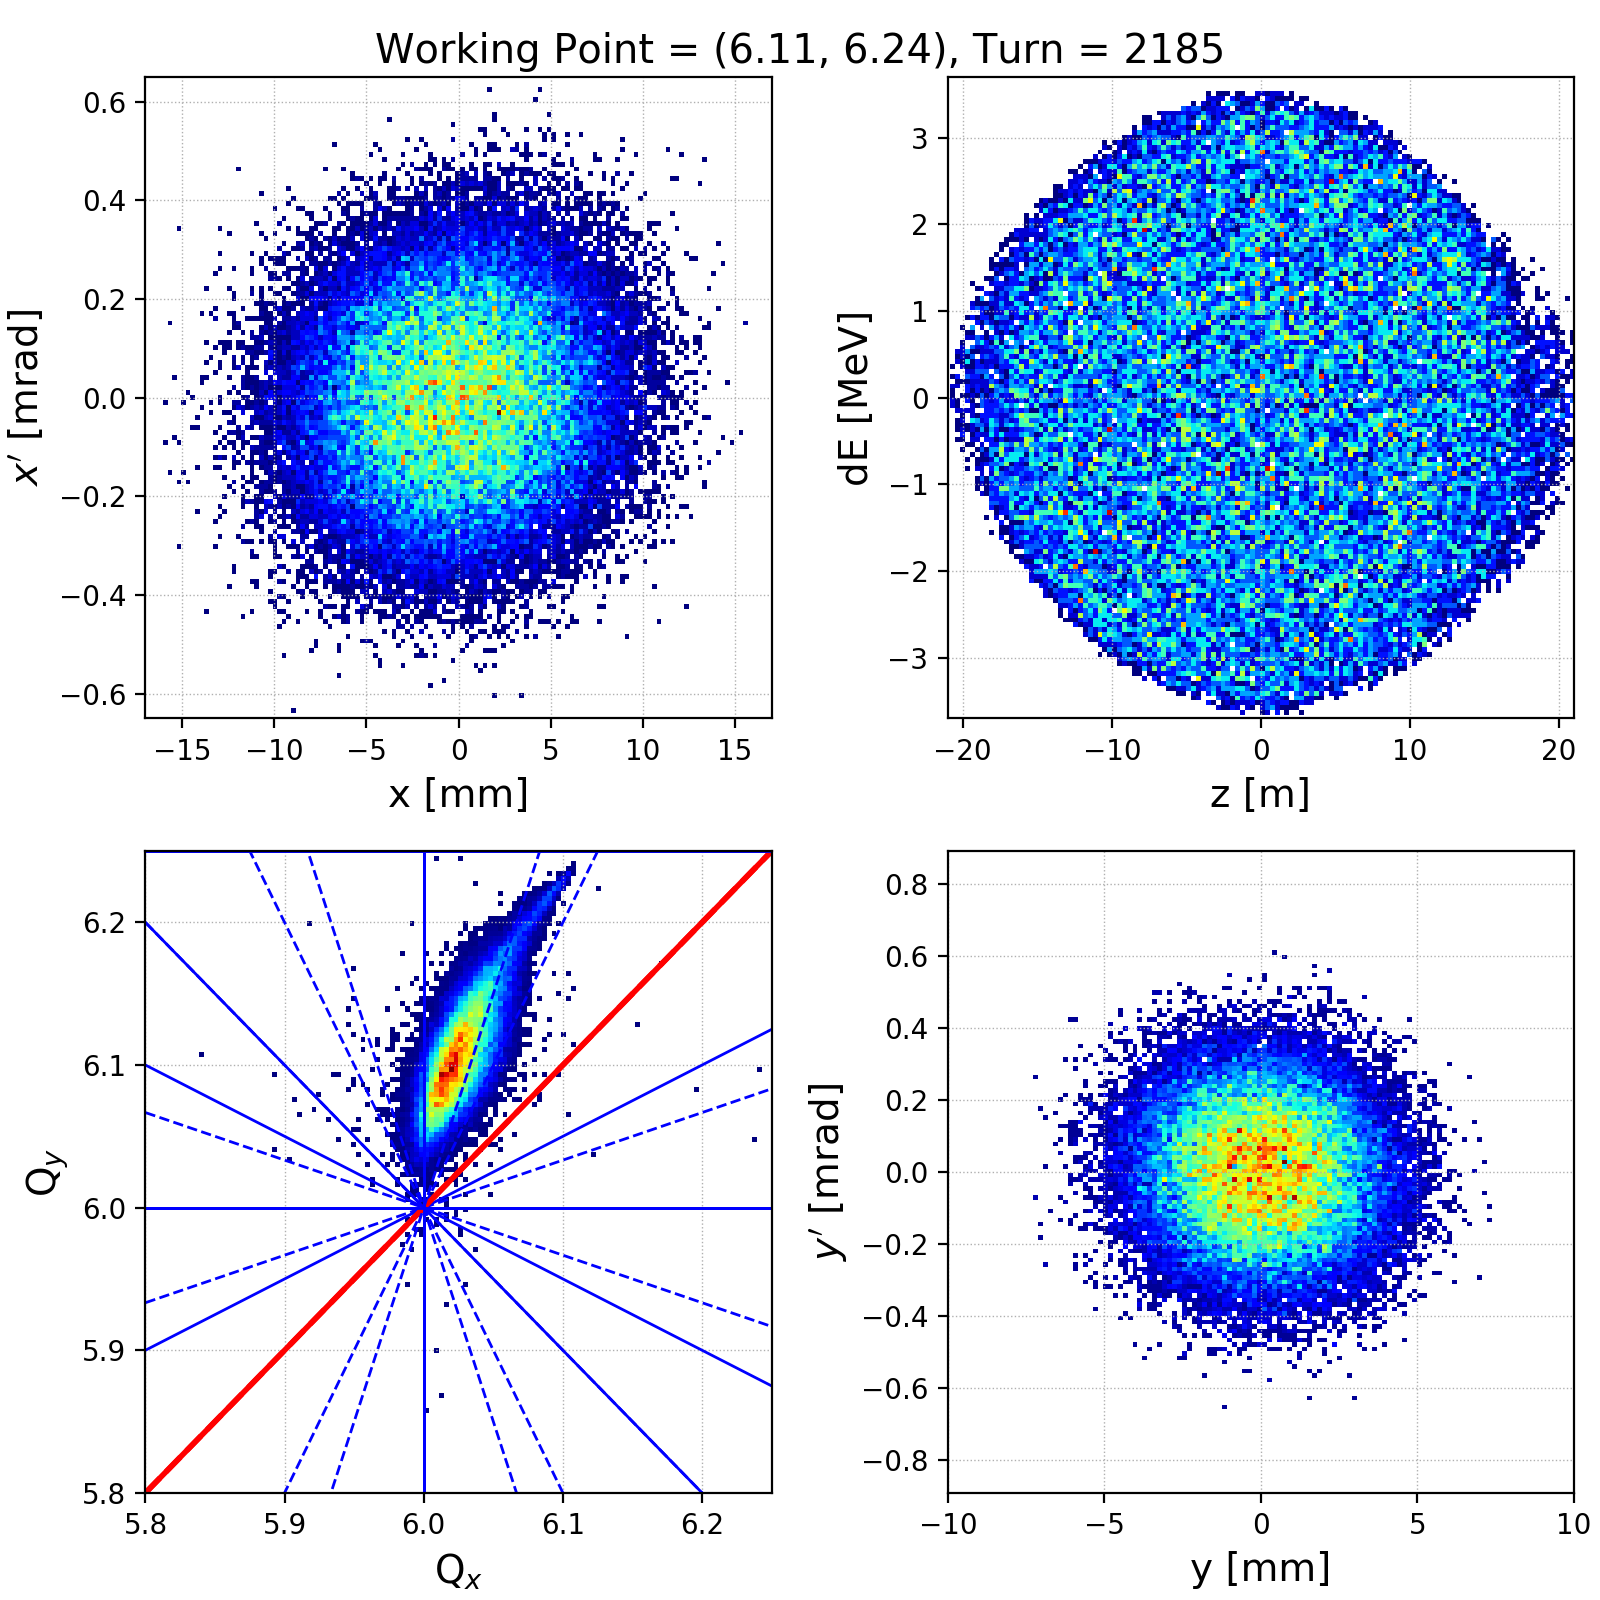 Working Point = (6.11, 6.24), Turn = 2185
0.6
0.4
0.2
0.0
−0.2
−0.4
−0.6
x′ [mrad]
−15 −10 −5 0 5 10 15
x [mm]
3
2
1
0
−1
−2
−3
dE [MeV]
−20 −10 0 10 20
z [m]
6.2
6.1
6.0
5.9
5.8
Qy
5.8 5.9 6.0 6.1 6.2
Qx
0.8
0.6
0.4
0.2
0.0
−0.2
−0.4
−0.6
−0.8
y′ [mrad]
−10 −5 0 5 10
y [mm]